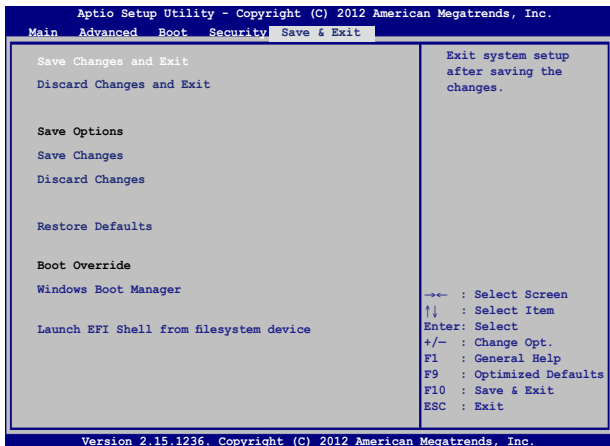 Aptio Setup Utility - Copyright (C) 2012 American Megatrends, Inc.
Main Advanced Boot Security Save & Exit
Save Changes and Exit
Discard Changes and Exit
Save Options
Save Changes
Discard Changes
Restore Defaults
Boot Override
Windows Boot Manager
Launch EFI Shell from filesystem device
Exit system setup
after saving the
changes.
→← : Select Screen
↑↓ : Select Item
Enter: Select
+/— : Change Opt.
F1 : General Help
F9 : Optimized Defaults
F10 : Save & Exit
ESC : Exit
Version 2.15.1236. Copyright (C) 2012 American Megatrends, Inc.